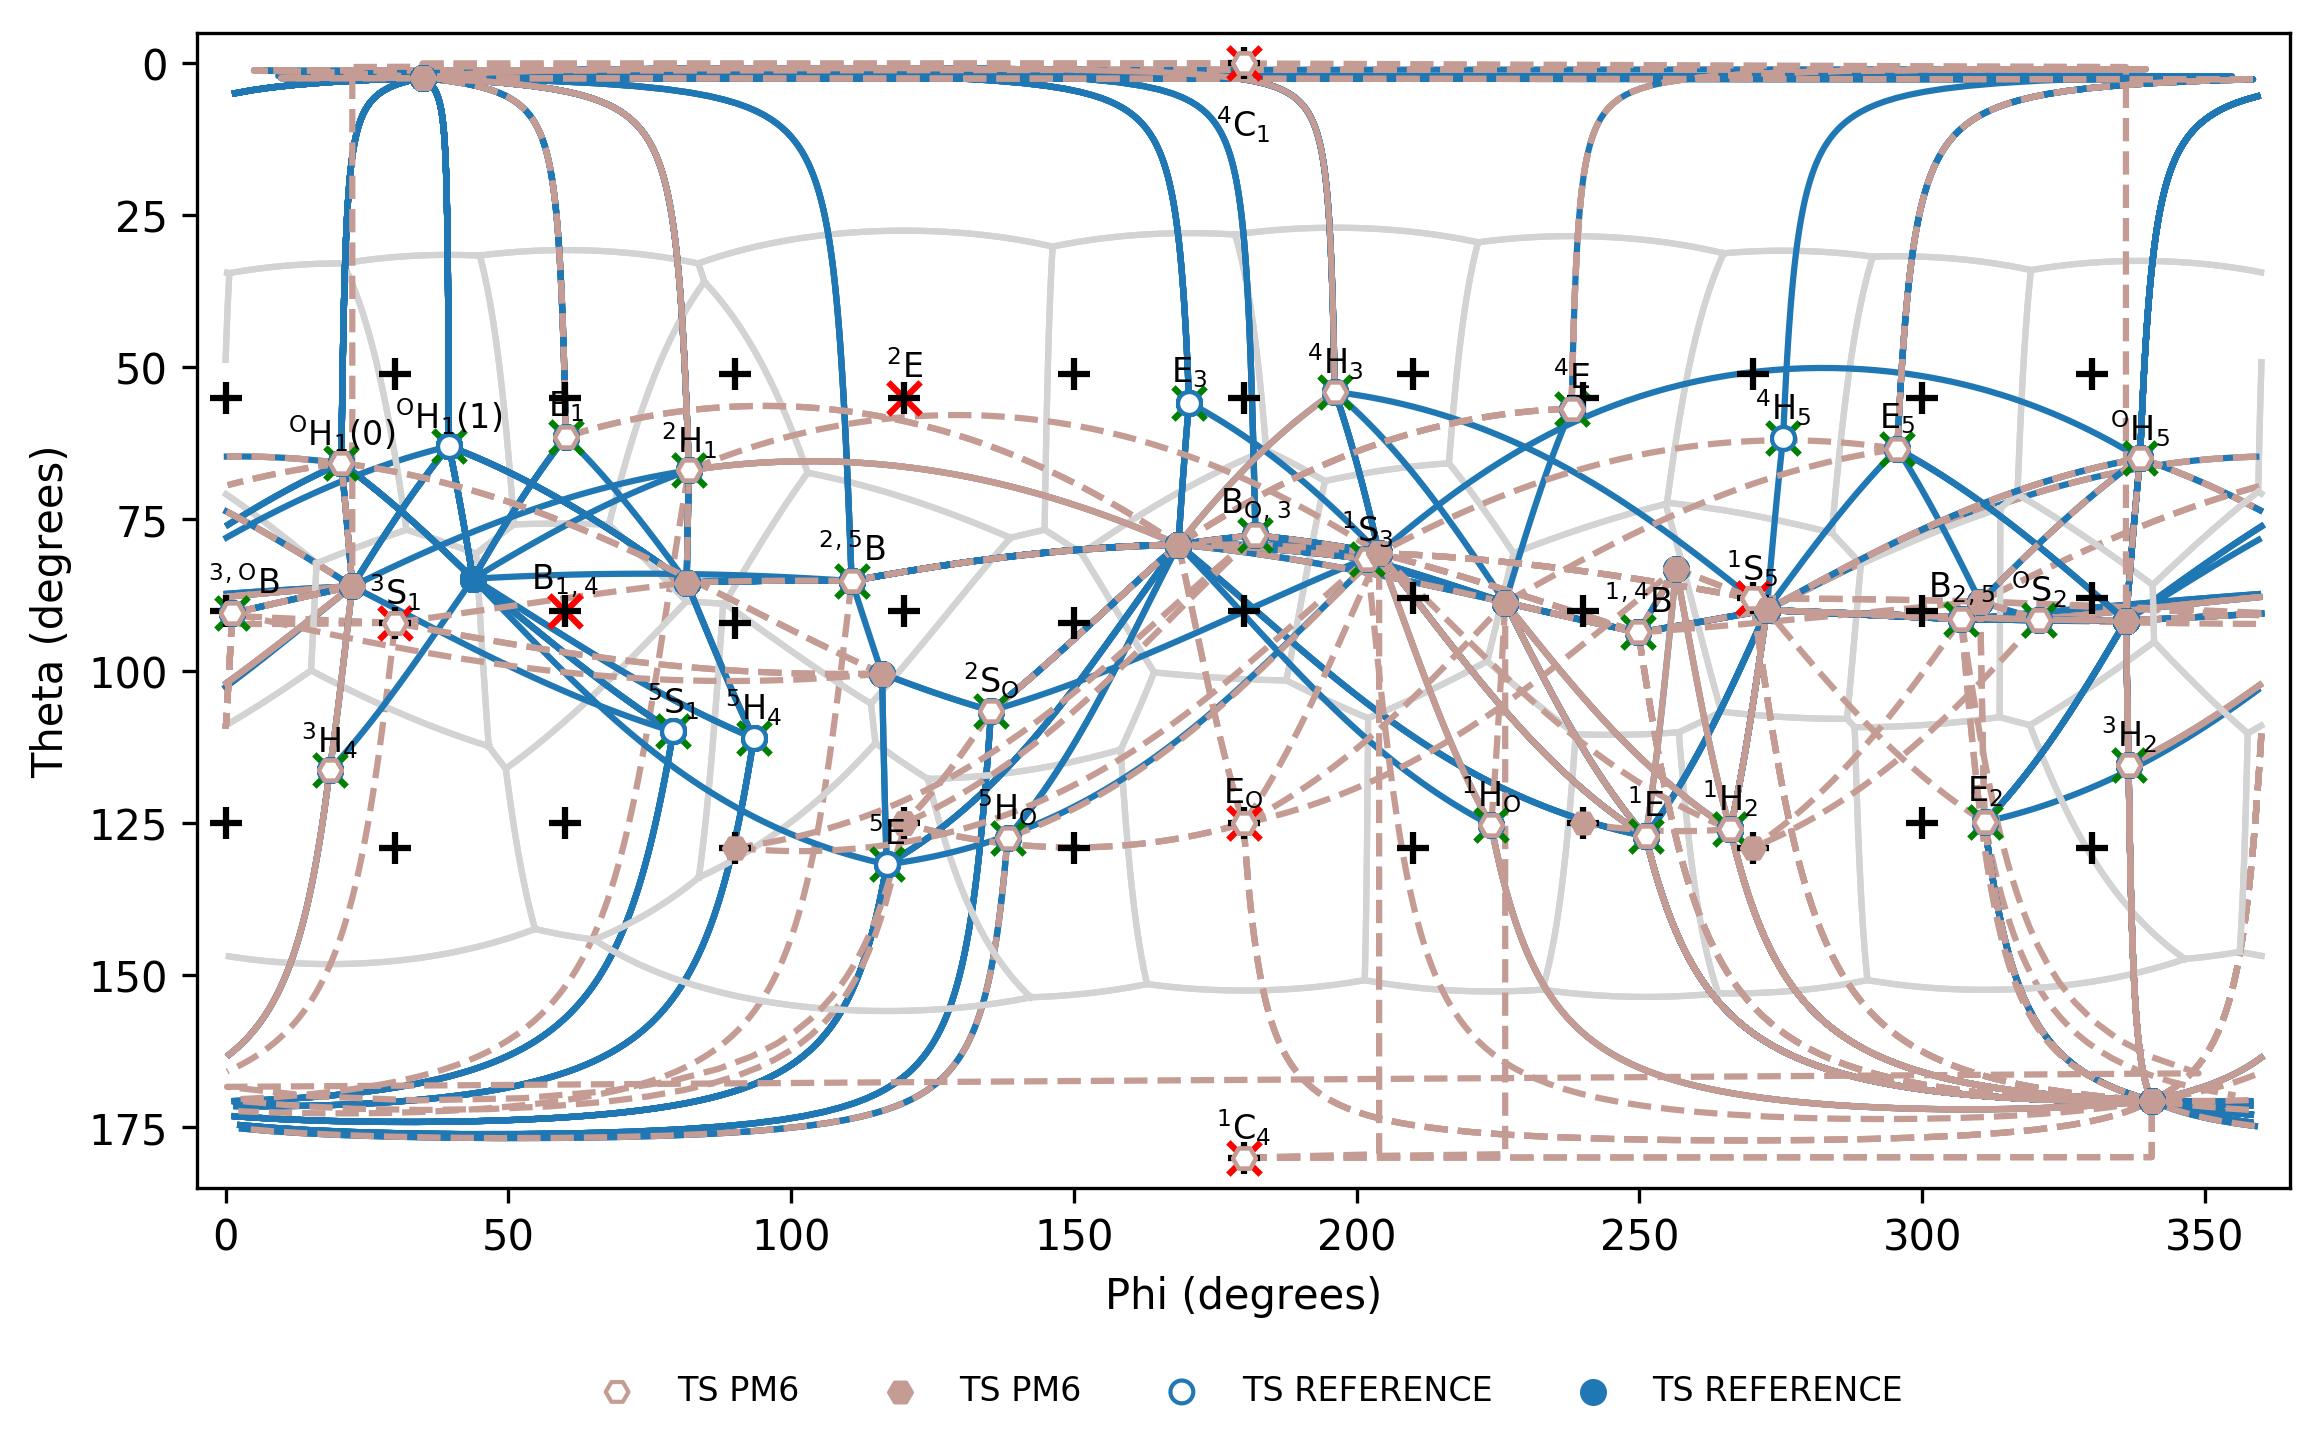 0
⁴C₁
25
²E
E₃
⁴H₃
⁴E
50
ᴼH₁(0)
ᴼH₁(1)
E₁
²H₁
⁴H₅
E₅
ᴼH₅
75
²,⁵B
B_O,₃
¹S₃
³,ᴼB
³S₁
B₁,₄
¹,⁴B
¹S₅
B₂,₅
ᴼS₂
100
⁵S₁
⁵H₄
²S_O
³H₄
³H₂
125
⁵E
⁵H_O
E_O
¹H_O
¹E
¹H₂
E₂
150
175
¹C₄
Theta (degrees)
0 50 100 150 200 250 300 350
Phi (degrees)
TS PM6 TS PM6 TS REFERENCE TS REFERENCE